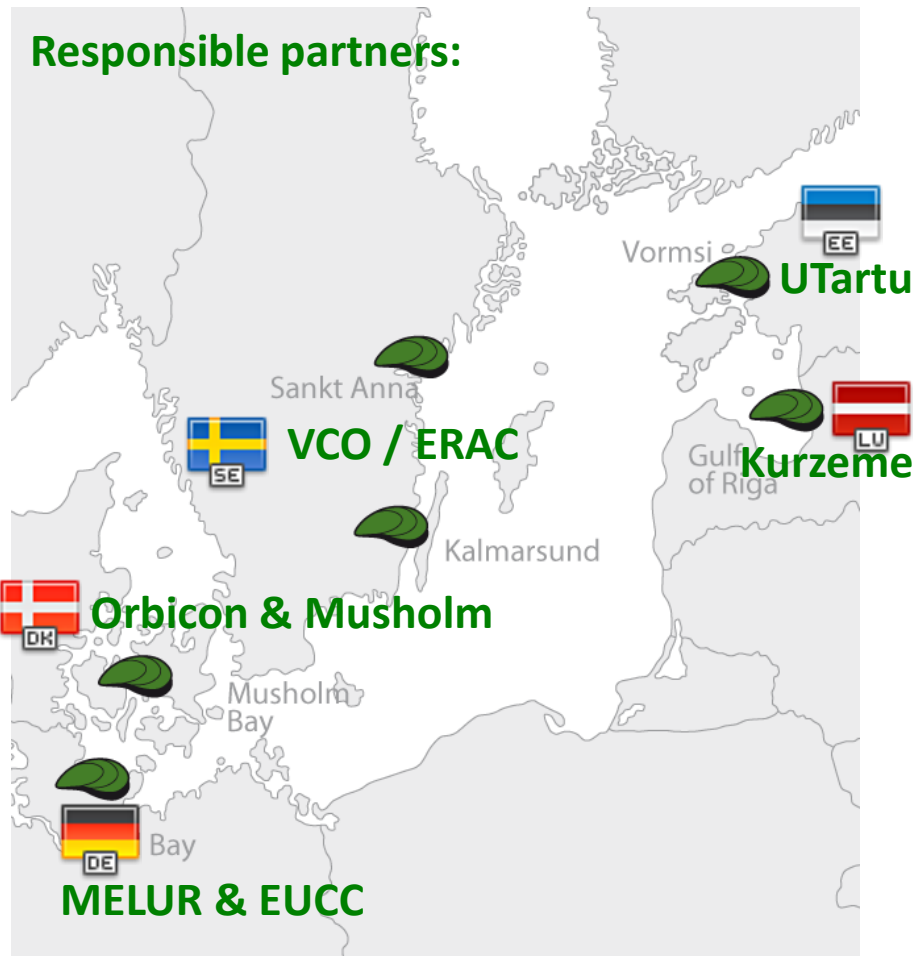 Responsible partners:
EE
Vormsi
UTartu
Sankt Anna
LV
VCO / ERAC
SE
Gulf
of Riga
Kurzeme
Kalmarsund
DK
Orbicon & Musholm
Musholm
Bay
DE
Bay
MELUR & EUCC